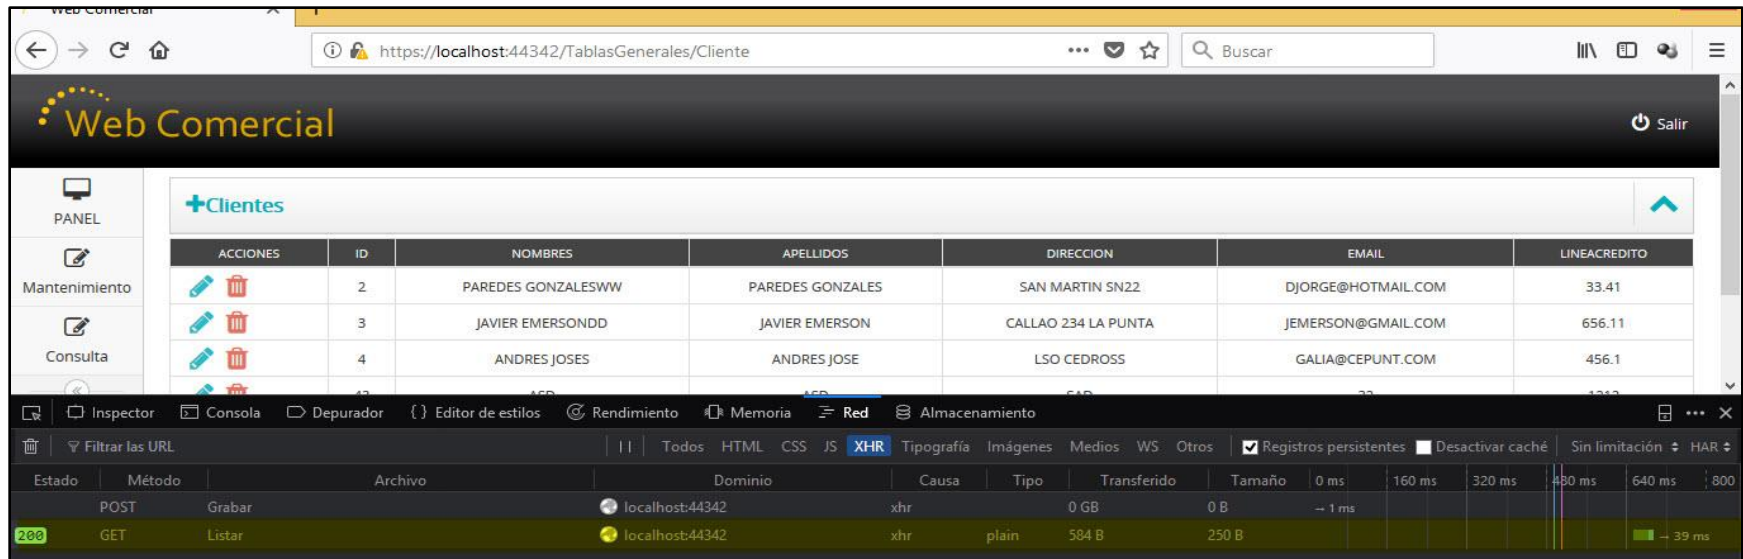 Web Comercial
https://localhost:44342/TablasGenerales/Cliente
Buscar
Web Comercial
Salir
PANEL
Mantenimiento
Consulta
Clientes
ACCIONES ID NOMBRES APELLIDOS DIRECCION EMAIL LINEACREDITO
2 PAREDES GONZALESWW PAREDES GONZALES SAN MARTIN SN22 DJORGE@HOTMAIL.COM 33.41
3 JAVIER EMERSONDD JAVIER EMERSON CALLAO 234 LA PUNTA JEMERSON@GMAIL.COM 656.11
4 ANDRES JOSES ANDRES JOSE LSO CEDROSS GALIA@CEPUNT.COM 456.1
Inspector Consola Depurador {} Editor de estilos Rendimiento Memoria Red Almacenamiento
Filtrar las URL Todos HTML CSS JS XHR Tipografía Imágenes Medios WS Otros Registros persistentes Desactivar caché Sin limitación HAR
Estado Método Archivo Dominio Causa Tipo Transferido Tamaño 0 ms 160 ms 320 ms 480 ms 640 ms 800
POST Grabar localhost:44342 xhr 0 GB 0 B → 1 ms
200 GET Listar localhost:44342 xhr plain 584 B 250 B → 39 ms